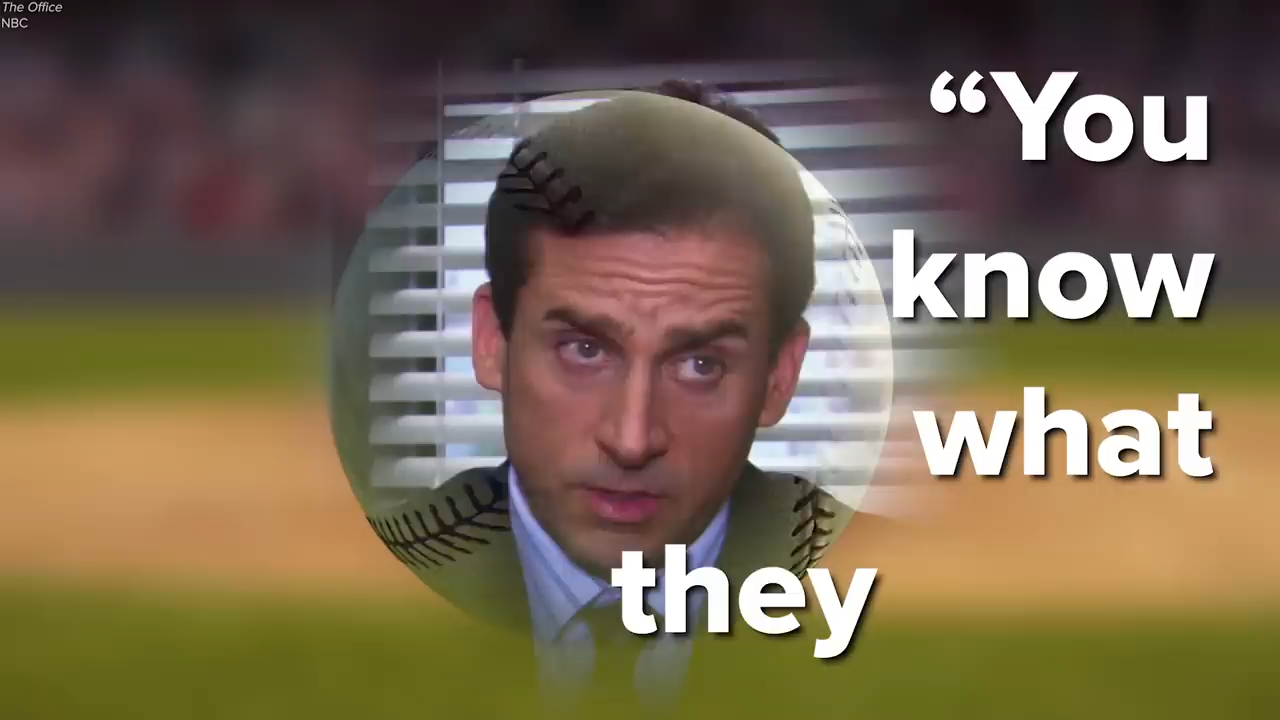 The Office
NBC
“You
know
what
they